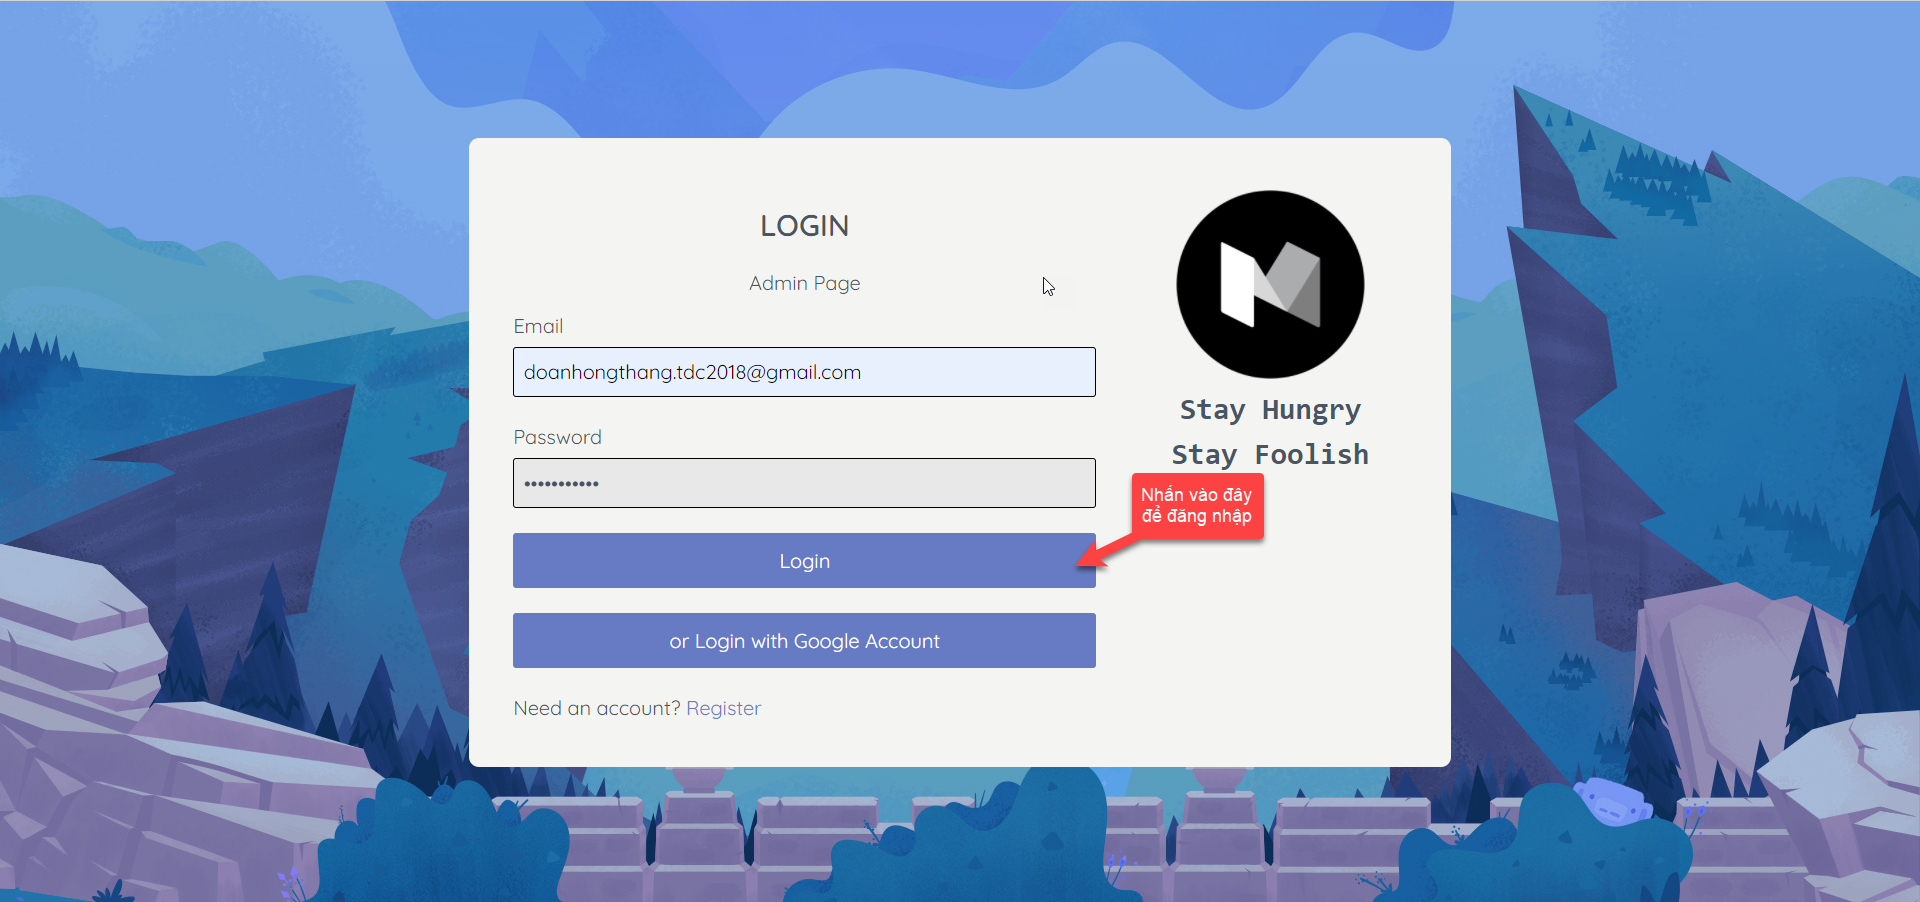 LOGIN
Admin Page
Email
doanhongthang.tdc2018@gmail.com
Password
•••••••••••
Login
or Login with Google Account
Need an account? Register
Stay Hungry
Stay Foolish
Nhấn vào đây
để đăng nhập